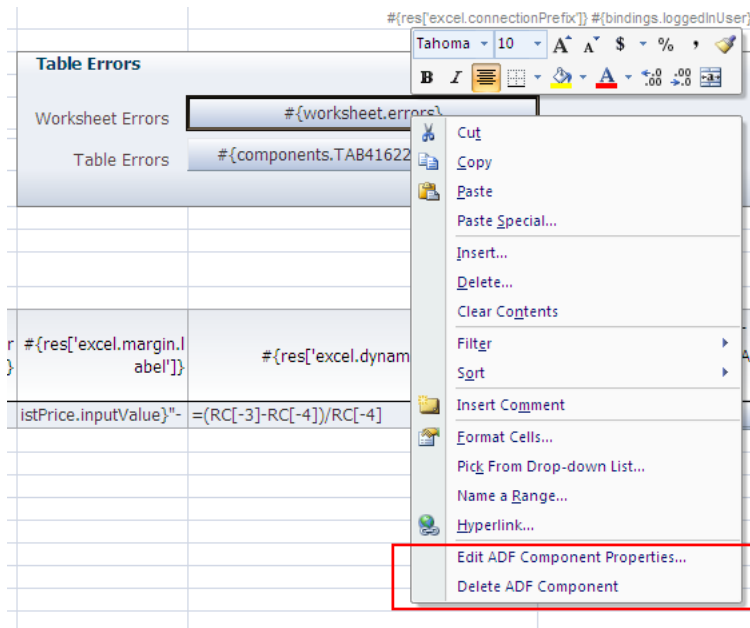 #{res['excel.connectionPrefix']} #{bindings.loggedInUser}
Tahoma 10 A A $ % ,
B I A .00 .00 a
Table Errors
Worksheet Errors #{worksheet.errors}
Table Errors #{components.TAB41622
Cut
Copy
Paste
Paste Special...
Insert...
Delete...
Clear Contents
Filter
Sort
Insert Comment
Format Cells...
Pick From Drop-down List...
Name a Range...
Hyperlink...
Edit ADF Component Properties...
Delete ADF Component
r #{res['excel.margin.l #{res['excel.dynam
} abel']}
istPrice.inputValue}"- =(RC[-3]-RC[-4])/RC[-4]